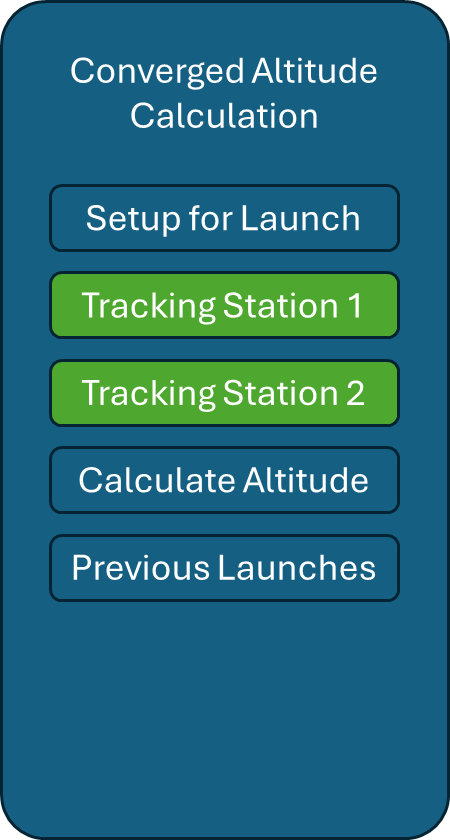 Converged Altitude
Calculation
Setup for Launch
Tracking Station 1
Tracking Station 2
Calculate Altitude
Previous Launches